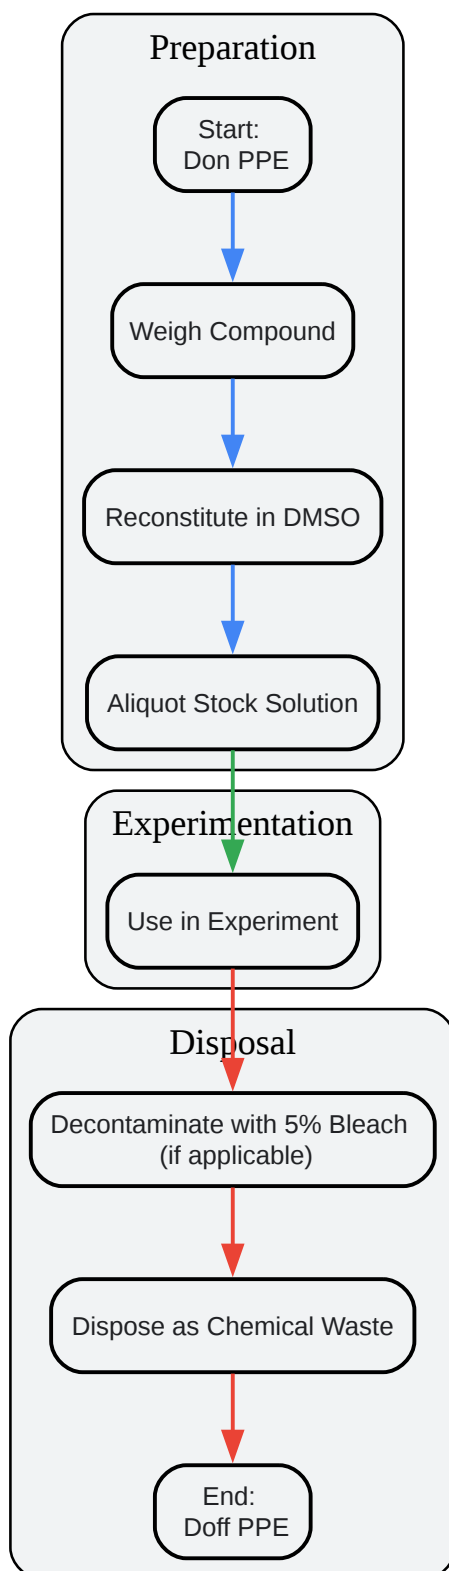 Preparation
Start:
Don PPE
Weigh Compound
Reconstitute in DMSO
Aliquot Stock Solution
Experimentation
Use in Experiment
Disposal
Decontaminate with 5% Bleach
(if applicable)
Dispose as Chemical Waste
End:
Doff PPE